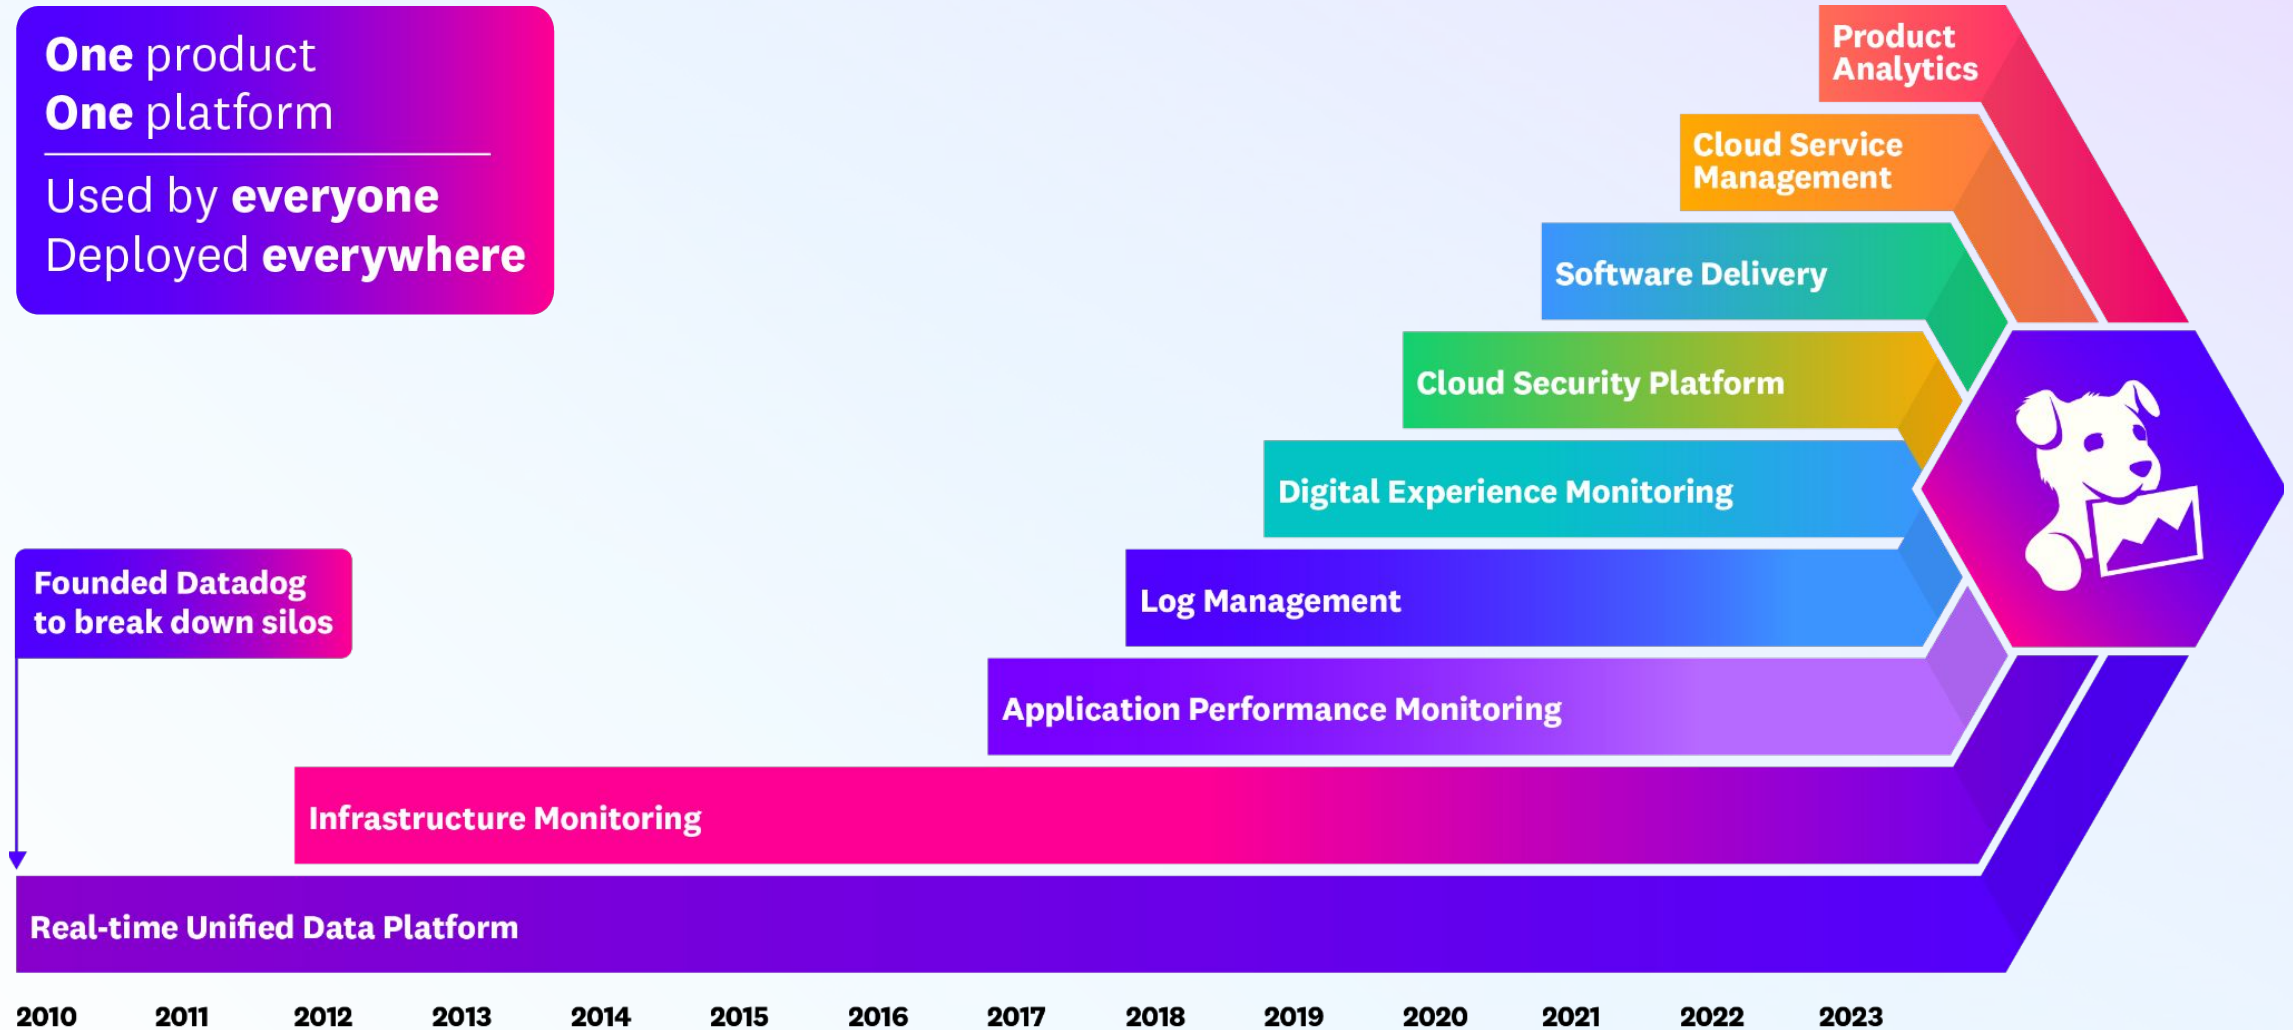 One product
One platform
Used by everyone
Deployed everywhere
Product
Analytics
Cloud Service
Management
Software Delivery
Cloud Security Platform
Digital Experience Monitoring
Founded Datadog
to break down silos
Log Management
Application Performance Monitoring
Infrastructure Monitoring
Real-time Unified Data Platform
2010 2011 2012 2013 2014 2015 2016 2017 2018 2019 2020 2021 2022 2023